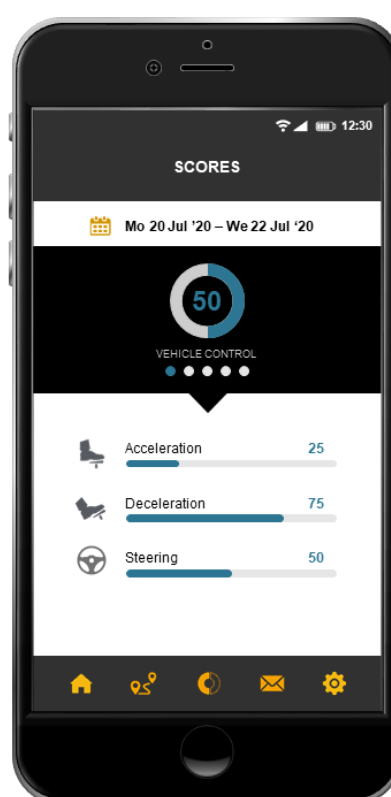 12:30
SCORES
Mo 20 Jul '20 – We 22 Jul ‘20
50
VEHICLE CONTROL
Acceleration 25
Deceleration 75
Steering 50